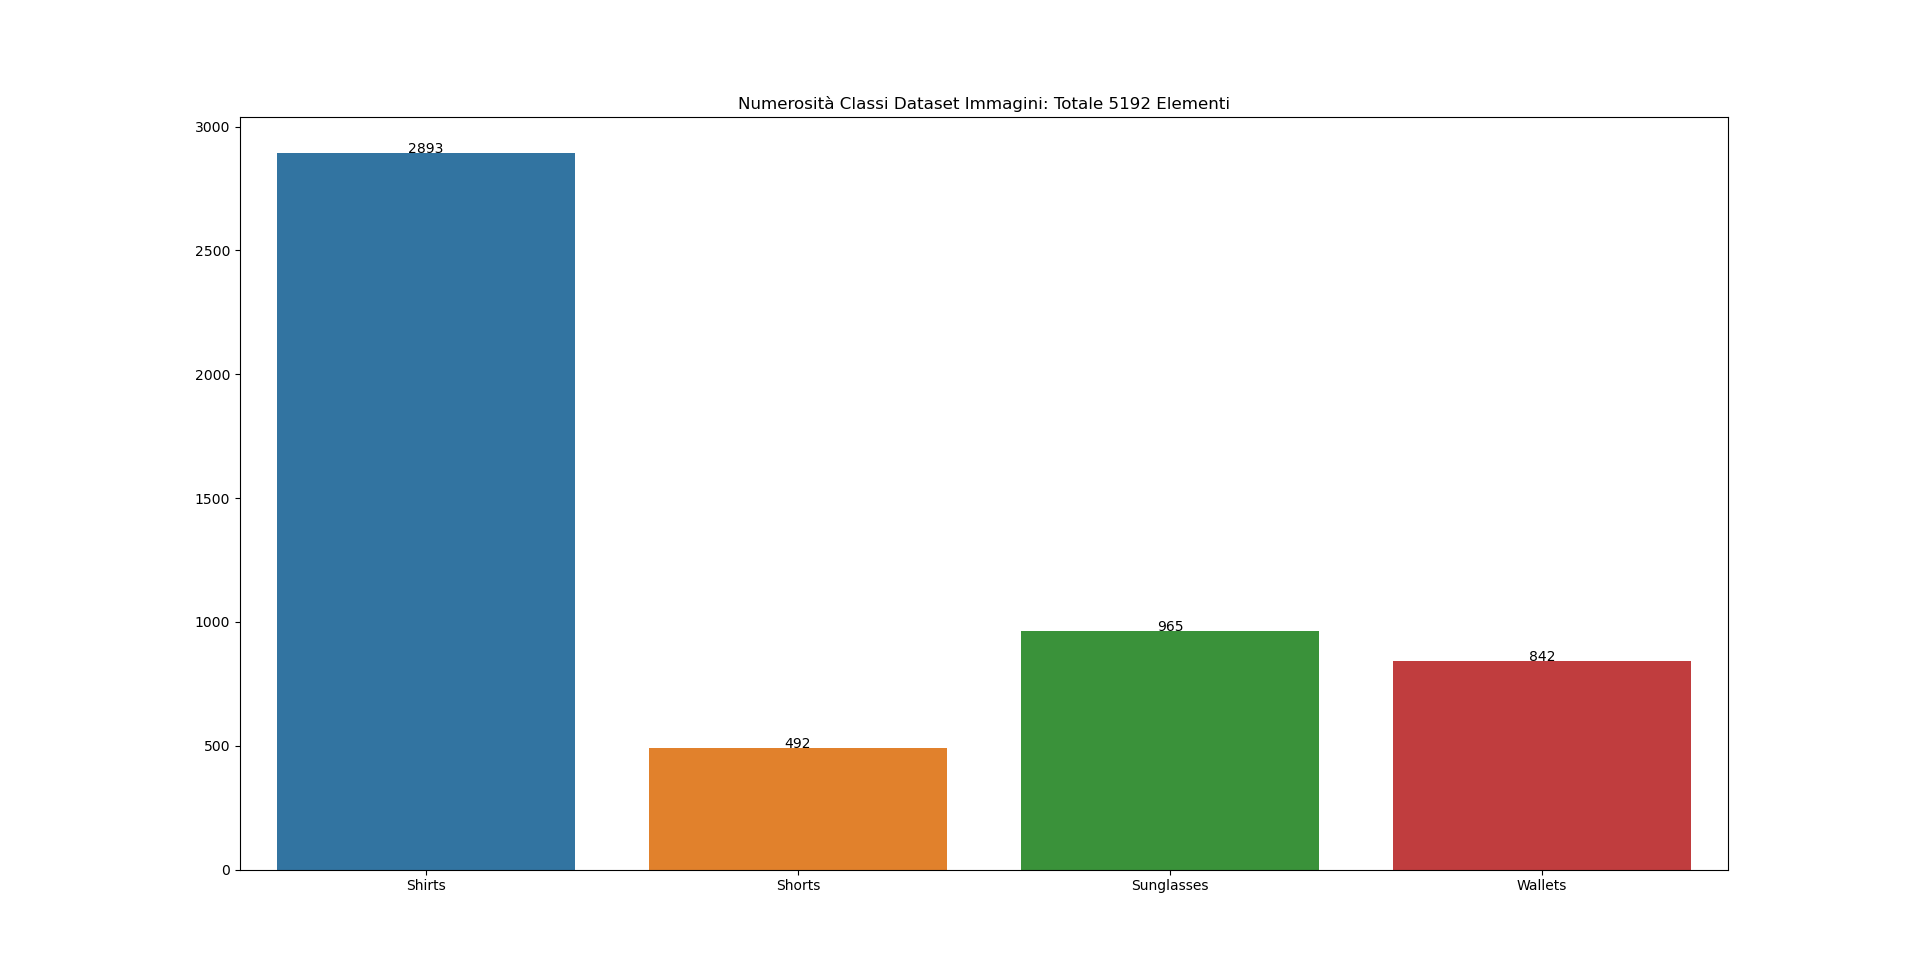 Numerosità Classi Dataset Immagini: Totale 5192 Elementi
3000
2893
2500
2000
1500
1000
965
842
500
492
0
Shirts
Shorts
Sunglasses
Wallets